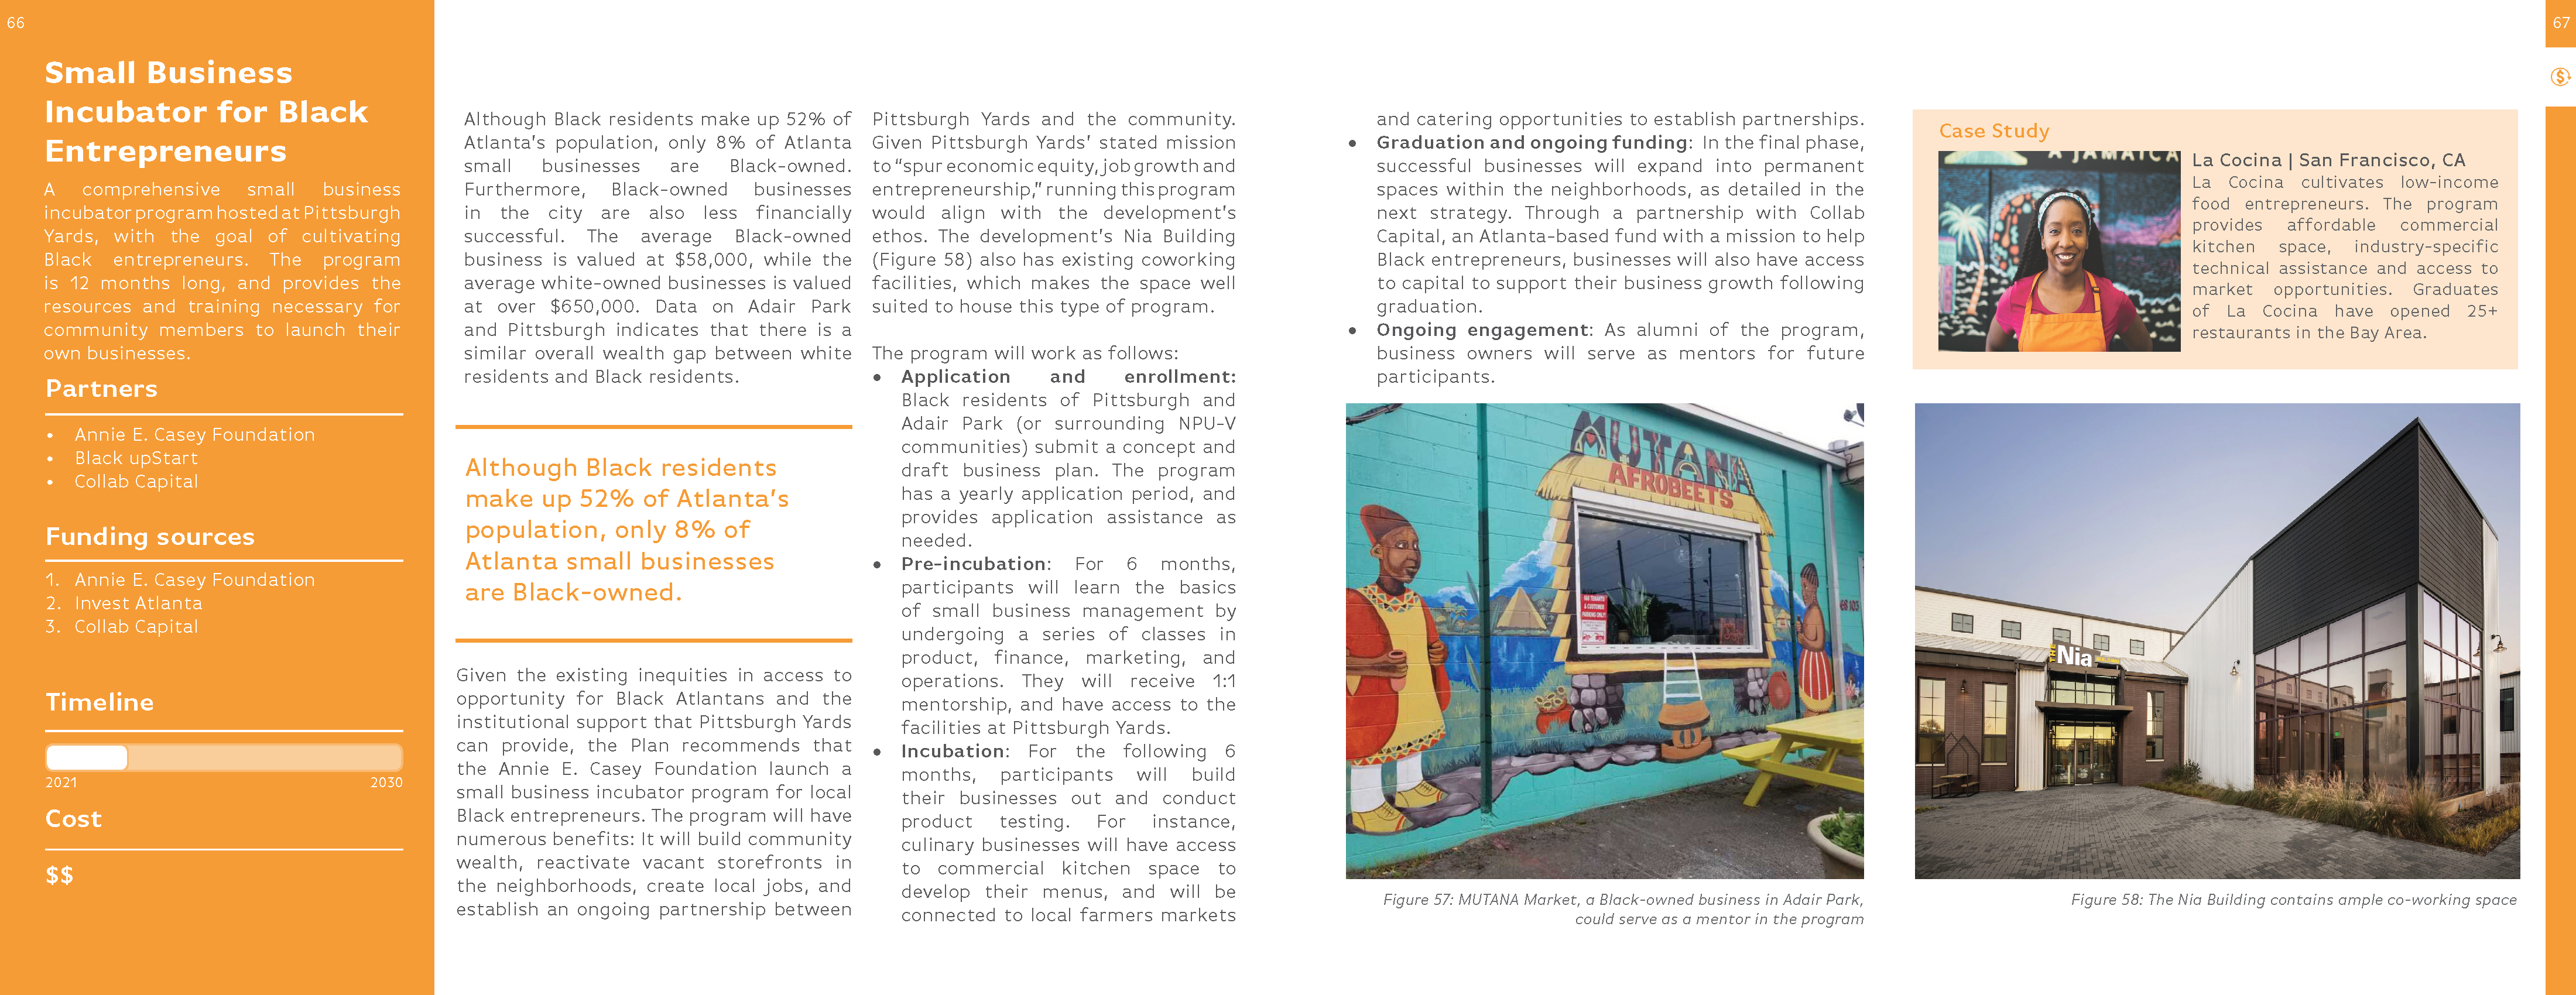 66
Small Business
Incubator for Black
Entrepreneurs
A comprehensive small business
incubator program hosted at Pittsburgh
Yards, with the goal of cultivating
Black entrepreneurs. The program
is 12 months long, and provides the
resources and training necessary for
community members to launch their
own businesses.
Partners
• Annie E. Casey Foundation
• Black upStart
• Collab Capital
Funding sources
1. Annie E. Casey Foundation
2. Invest Atlanta
3. Collab Capital
Timeline
2021 2030
Cost
$$
Although Black residents make up 52% of
Atlanta's population, only 8% of Atlanta
small businesses are Black-owned.
Furthermore, Black-owned businesses
in the city are also less financially
successful. The average Black-owned
business is valued at $58,000, while the
average white-owned businesses is valued
at over $650,000. Data on Adair Park
and Pittsburgh indicates that there is a
similar overall wealth gap between white
residents and Black residents.
Although Black residents
make up 52% of Atlanta's
population, only 8% of
Atlanta small businesses
are Black-owned.
Given the existing inequities in access to
opportunity for Black Atlantans and the
institutional support that Pittsburgh Yards
can provide, the Plan recommends that
the Annie E. Casey Foundation launch a
small business incubator program for local
Black entrepreneurs. The program will have
numerous benefits: It will build community
wealth, reactivate vacant storefronts in
the neighborhoods, create local jobs, and
establish an ongoing partnership between
Pittsburgh Yards and the community.
Given Pittsburgh Yards' stated mission
to "spur economic equity, job growth and
entrepreneurship," running this program
would align with the development's
ethos. The development's Nia Building
(Figure 58) also has existing coworking
facilities, which makes the space well
suited to house this type of program.
The program will work as follows:
• Application and enrollment:
Black residents of Pittsburgh and
Adair Park (or surrounding NPU-V
communities) submit a concept and
draft business plan. The program
has a yearly application period, and
provides application assistance as
needed.
• Pre-incubation: For 6 months,
participants will learn the basics
of small business management by
undergoing a series of classes in
product, finance, marketing, and
operations. They will receive 1:1
mentorship, and have access to the
facilities at Pittsburgh Yards.
• Incubation: For the following 6
months, participants will build
their businesses out and conduct
product testing. For instance,
culinary businesses will have access
to commercial kitchen space to
develop their menus, and will be
connected to local farmers markets
and catering opportunities to establish partnerships.
• Graduation and ongoing funding: In the final phase,
successful businesses will expand into permanent
spaces within the neighborhoods, as detailed in the
next strategy. Through a partnership with Collab
Capital, an Atlanta-based fund with a mission to help
Black entrepreneurs, businesses will also have access
to capital to support their business growth following
graduation.
• Ongoing engagement: As alumni of the program,
business owners will serve as mentors for future
participants.
MUTANA
AFROBEETS
Figure 57: MUTANA Market, a Black-owned business in Adair Park,
could serve as a mentor in the program
67
$
Case Study
JAMAICA
La Cocina | San Francisco, CA
La Cocina cultivates low-income
food entrepreneurs. The program
provides affordable commercial
kitchen space, industry-specific
technical assistance and access to
market opportunities. Graduates
of La Cocina have opened 25+
restaurants in the Bay Area.
THE Nia
Figure 58: The Nia Building contains ample co-working space